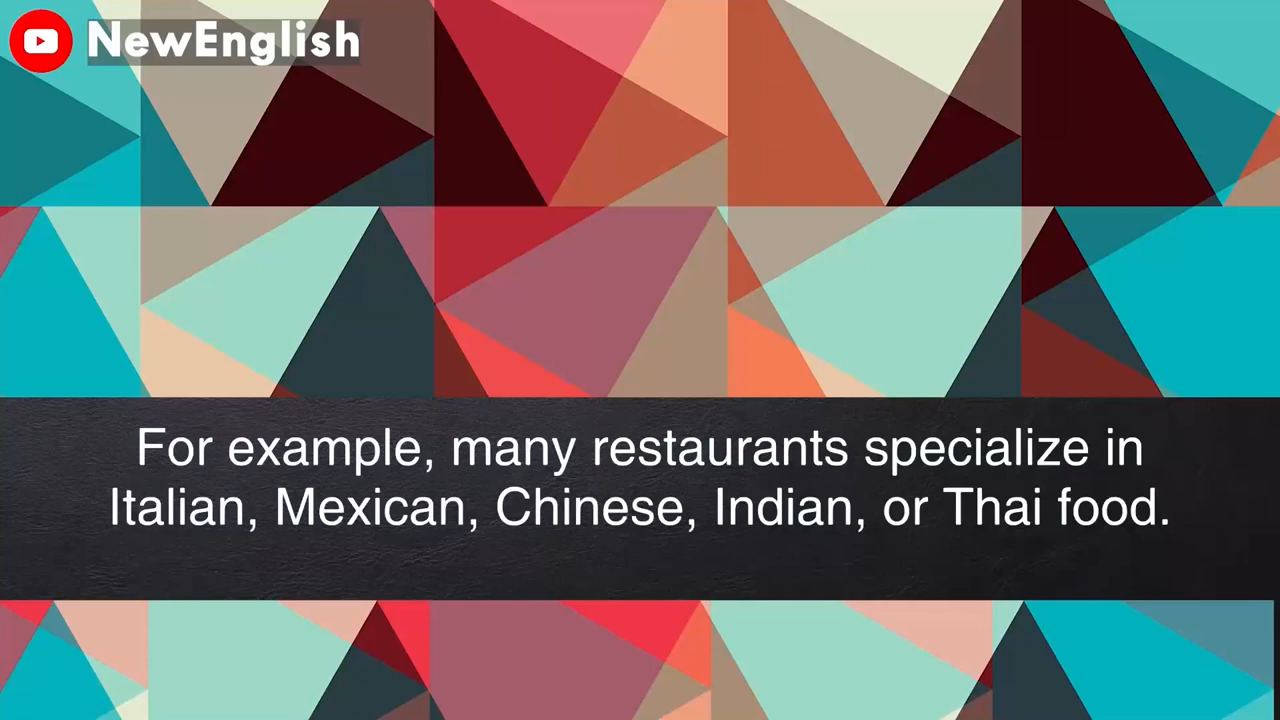 NewEnglish
For example, many restaurants specialize in
Italian, Mexican, Chinese, Indian, or Thai food.